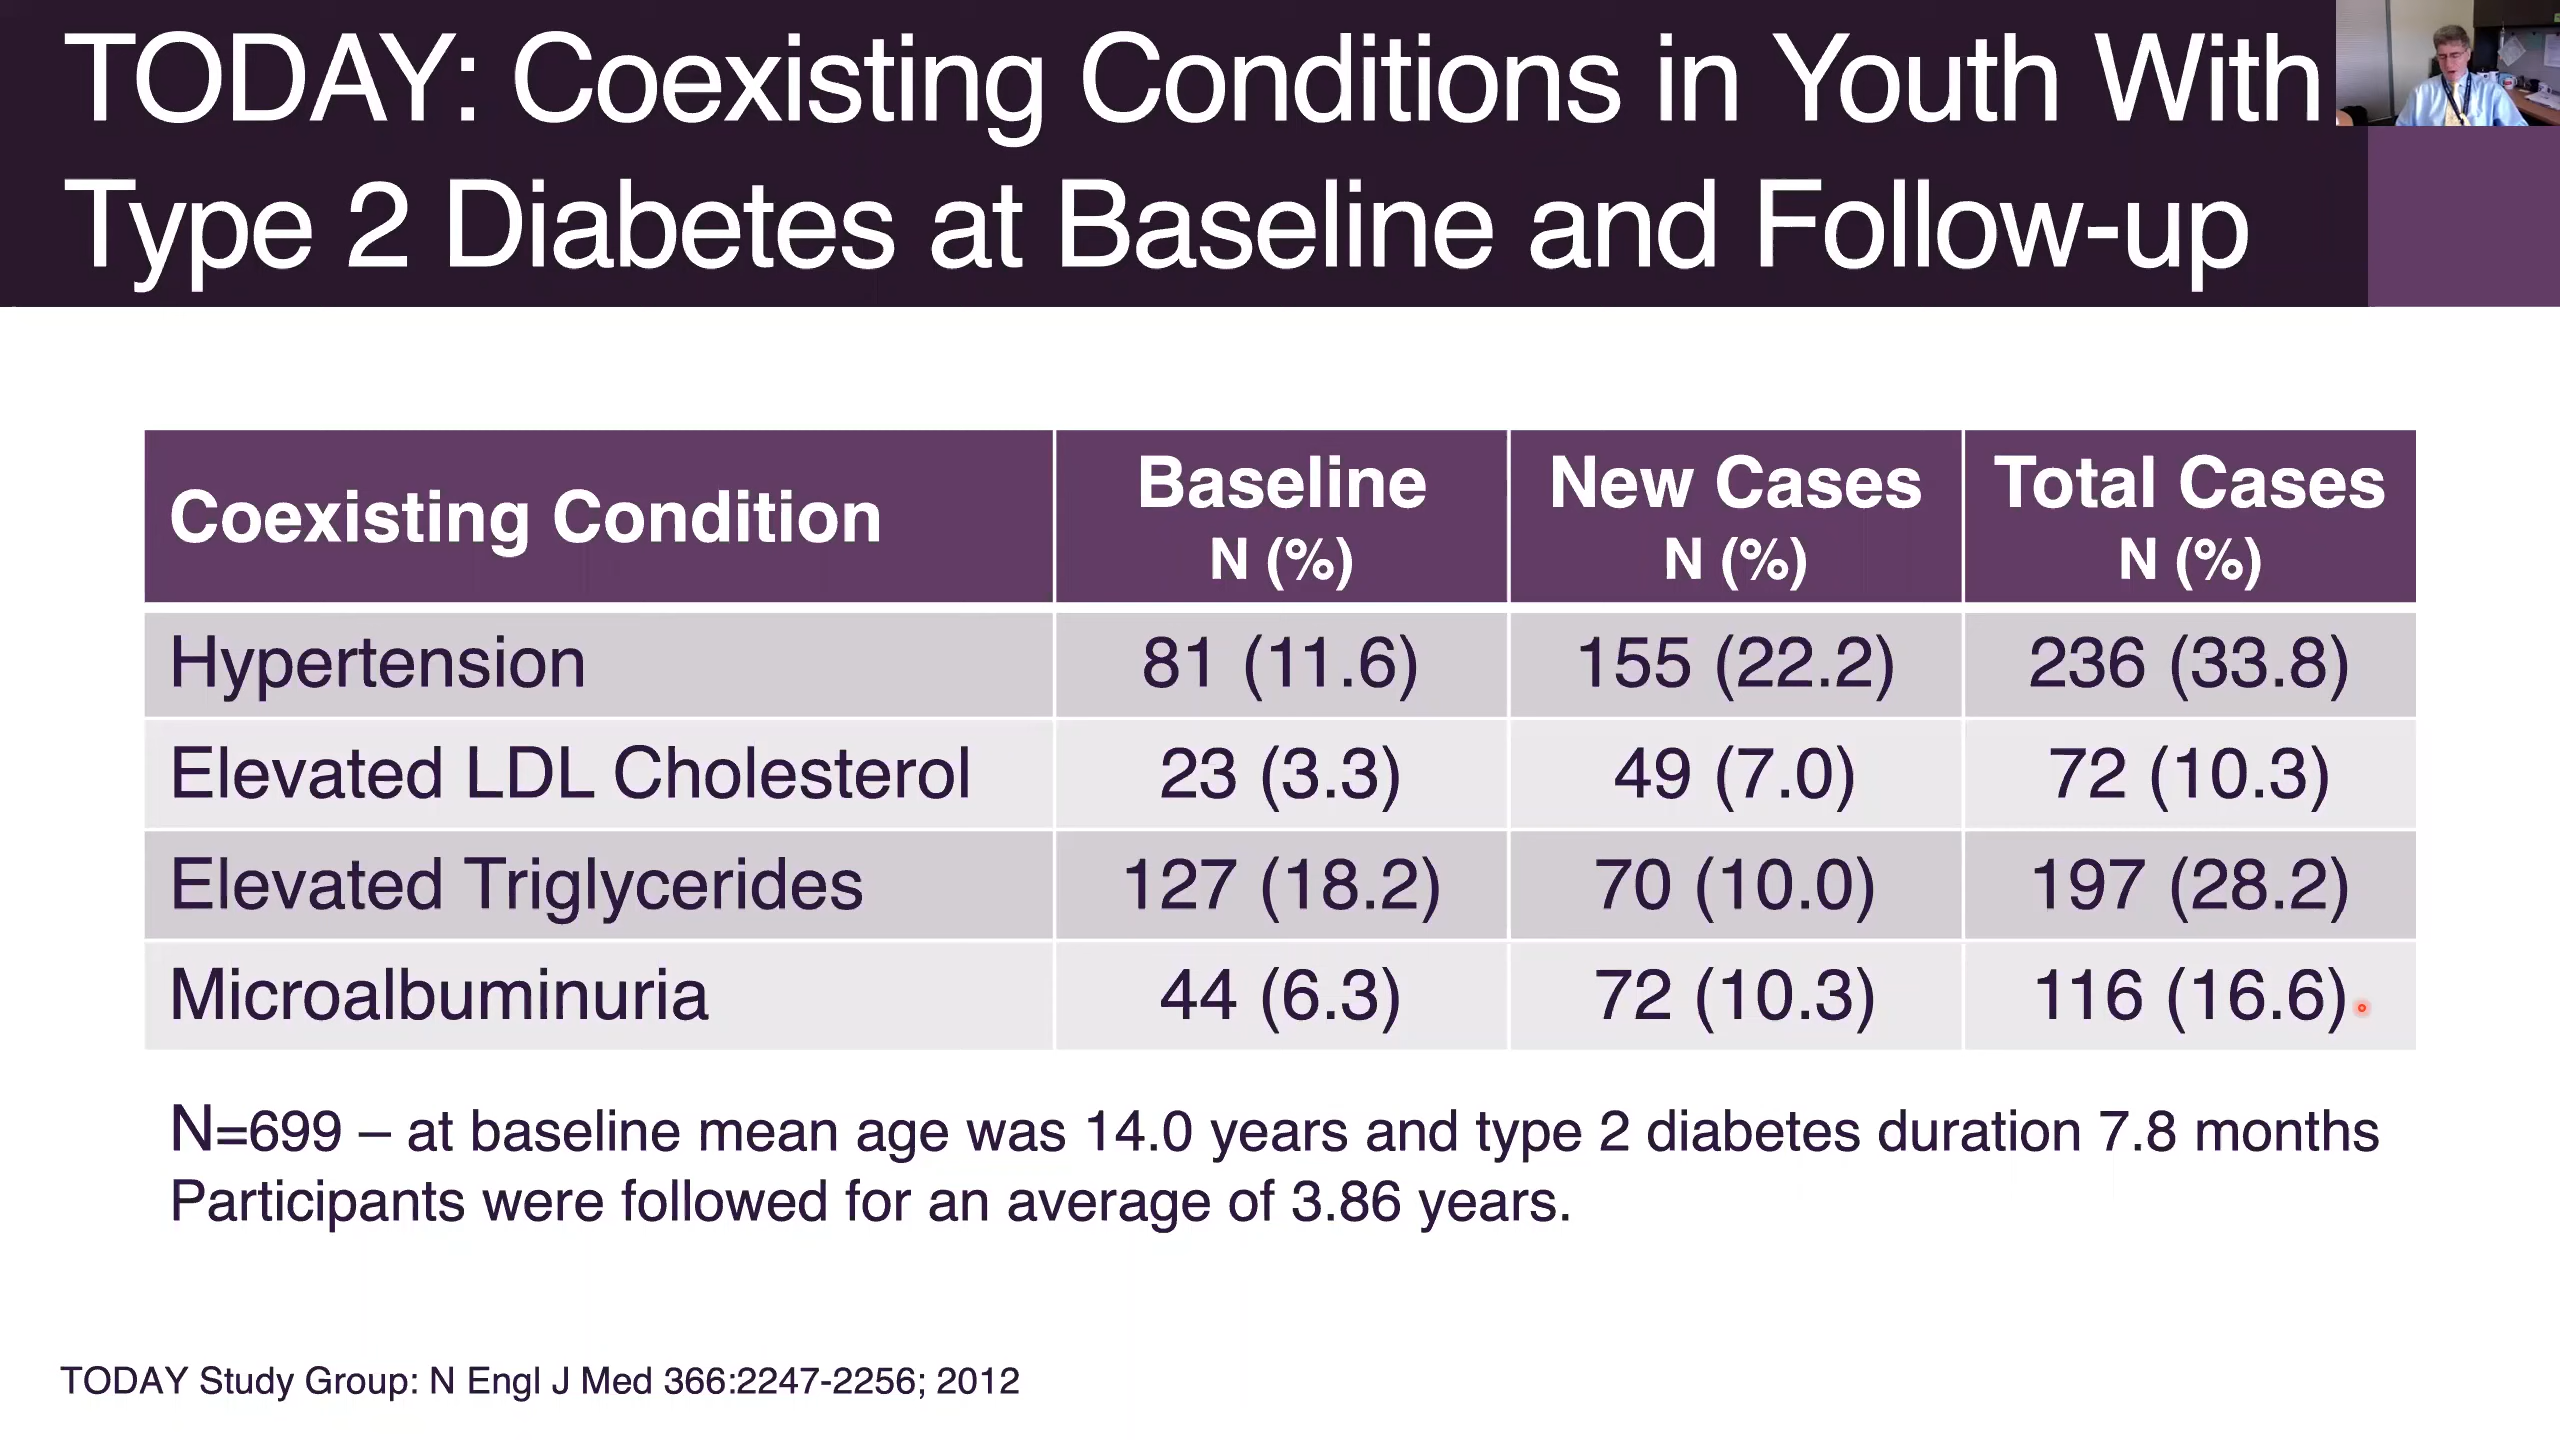 TODAY: Coexisting Conditions in Youth With
Type 2 Diabetes at Baseline and Follow-up
Coexisting Condition
Baseline
N (%)
New Cases
N (%)
Total Cases
N (%)
Hypertension 81 (11.6) 155 (22.2) 236 (33.8)
Elevated LDL Cholesterol 23 (3.3) 49 (7.0) 72 (10.3)
Elevated Triglycerides 127 (18.2) 70 (10.0) 197 (28.2)
Microalbuminuria 44 (6.3) 72 (10.3) 116 (16.6)
N=699 – at baseline mean age was 14.0 years and type 2 diabetes duration 7.8 months
Participants were followed for an average of 3.86 years.
TODAY Study Group: N Engl J Med 366:2247-2256; 2012